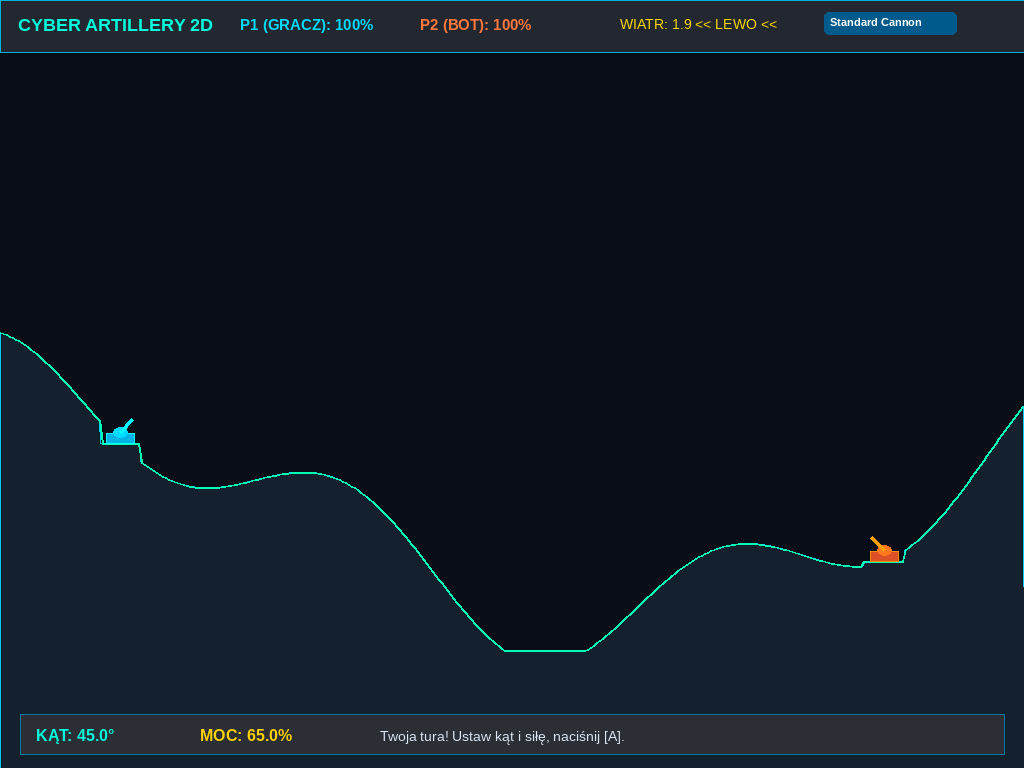 CYBER ARTILLERY 2D P1 (GRACZ): 100% P2 (BOT): 100% WIATR: 1.9 << LEWO << Standard Cannon
KĄT: 45.0° MOC: 65.0% Twoja tura! Ustaw kąt i siłę, naciśnij [A].